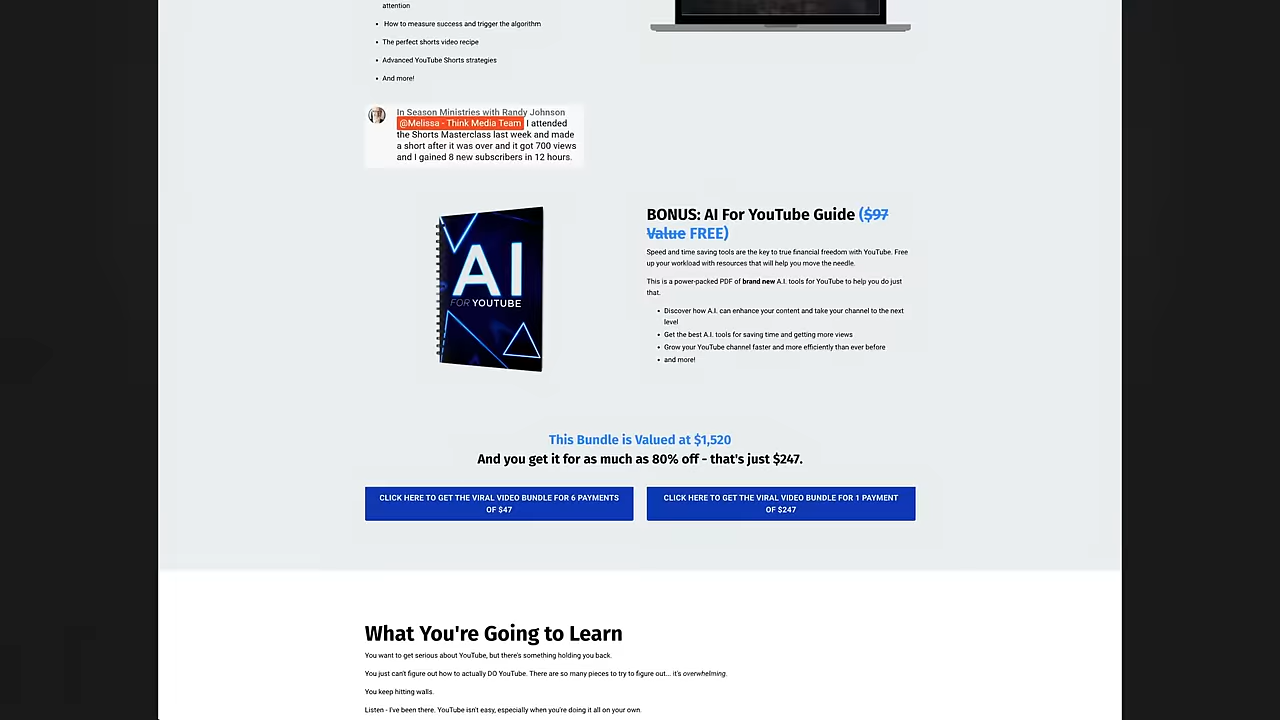 attention
• How to measure success and trigger the algorithm
• The perfect shorts video recipe
• Advanced YouTube Shorts strategies
• And more!
In Season Ministries with Randy Johnson
@Melissa - Think Media Team I attended
the Shorts Masterclass last week and made
a short after it was over and it got 700 views
and I gained 8 new subscribers in 12 hours.
AI
FOR YOUTUBE
BONUS: AI For YouTube Guide ($97
Value FREE)
Speed and time saving tools are the key to true financial freedom with YouTube. Free
up your workload with resources that will help you move the needle.
This is a power-packed PDF of brand new A.I. tools for YouTube to help you do just
that.
• Discover how A.I. can enhance your content and take your channel to the next
level
• Get the best A.I. tools for saving time and getting more views
• Grow your YouTube channel faster and more efficiently than ever before
• and more!
This Bundle is Valued at $1,520
And you get it for as much as 80% off - that's just $247.
CLICK HERE TO GET THE VIRAL VIDEO BUNDLE FOR 6 PAYMENTS
OF $47
CLICK HERE TO GET THE VIRAL VIDEO BUNDLE FOR 1 PAYMENT
OF $247
What You're Going to Learn
You want to get serious about YouTube, but there's something holding you back.
You just can't figure out how to actually DO YouTube. There are so many pieces to try to figure out... it's overwhelming.
You keep hitting walls.
Listen - I've been there. YouTube isn't easy, especially when you're doing it all on your own.